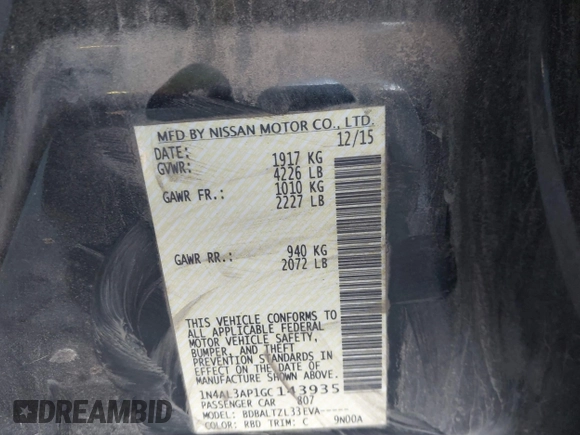 MFD BY NISSAN MOTOR CO., LTD.
DATE: 12/15
GVWR: 1917 KG
4226 LB
GAWR FR.: 1010 KG
2227 LB
GAWR RR.: 940 KG
2072 LB
THIS VEHICLE CONFORMS TO
ALL APPLICABLE FEDERAL
MOTOR VEHICLE SAFETY,
BUMPER, AND THEFT
PREVENTION STANDARDS IN
EFFECT ON THE DATE OF
MANUFACTURE SHOWN ABOVE.
1N4AL3AP1GC143935
PASSENGER CAR 807
MODEL: BDBALTZL33EVA-----
COLOR: RBD TRIM: C 9N00A
DREAMBID